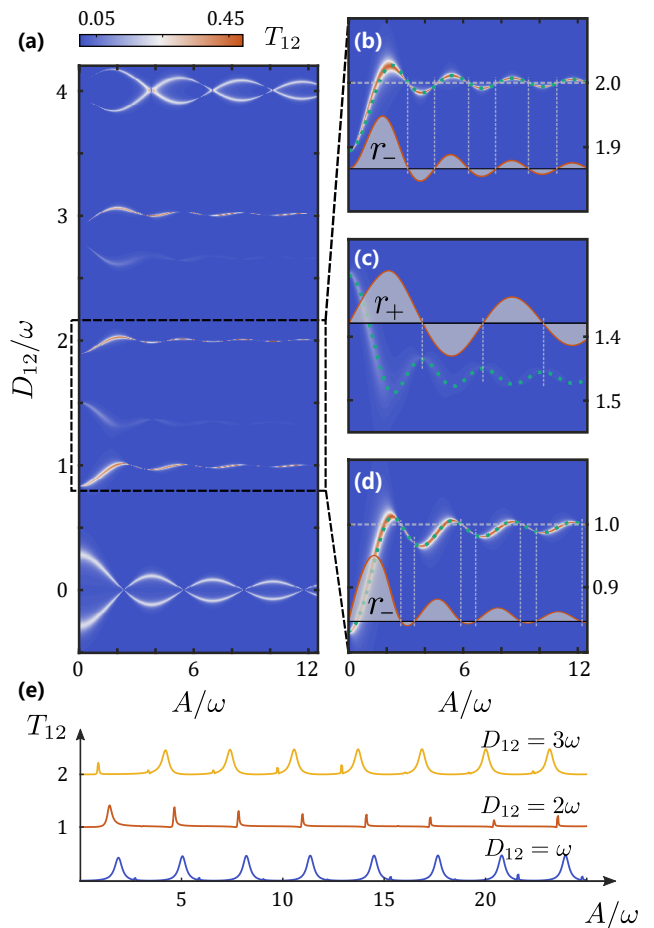 0.05 0.45 T₁₂
(a)
4
3
2
1
0
D₁₂/ω
0 6 12
A/ω
(b)
r₋
2.0
1.9
(c)
r₊
1.4
1.5
(d)
r₋
1.0
0.9
0 6 12
A/ω
(e)
T₁₂
D₁₂ = 3ω
2
D₁₂ = 2ω
1
D₁₂ = ω
5 10 15 20
A/ω